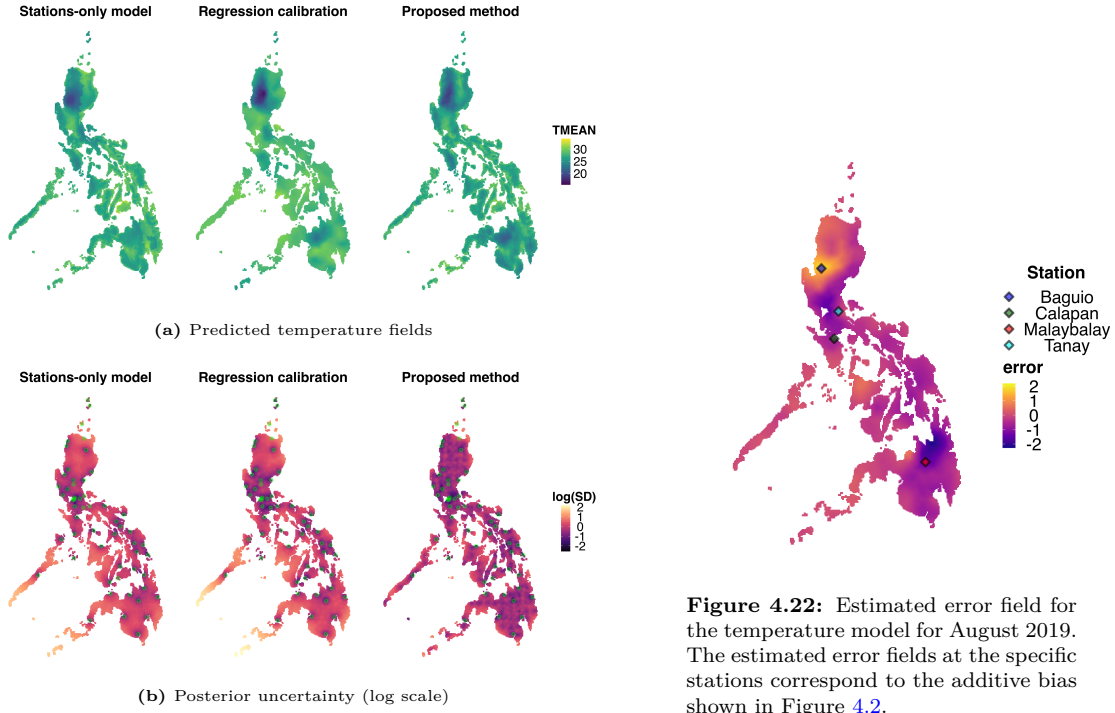 Stations-only model
Regression calibration
Proposed method
TMEAN
30
25
20
(a) Predicted temperature fields
Stations-only model
Regression calibration
Proposed method
log(SD)
2
1
0
-1
-2
(b) Posterior uncertainty (log scale)
Station
Baguio
Calapan
Malaybalay
Tanay
error
2
1
0
-1
-2
Figure 4.22: Estimated error field for
the temperature model for August 2019.
The estimated error fields at the specific
stations correspond to the additive bias
shown in Figure 4.2.